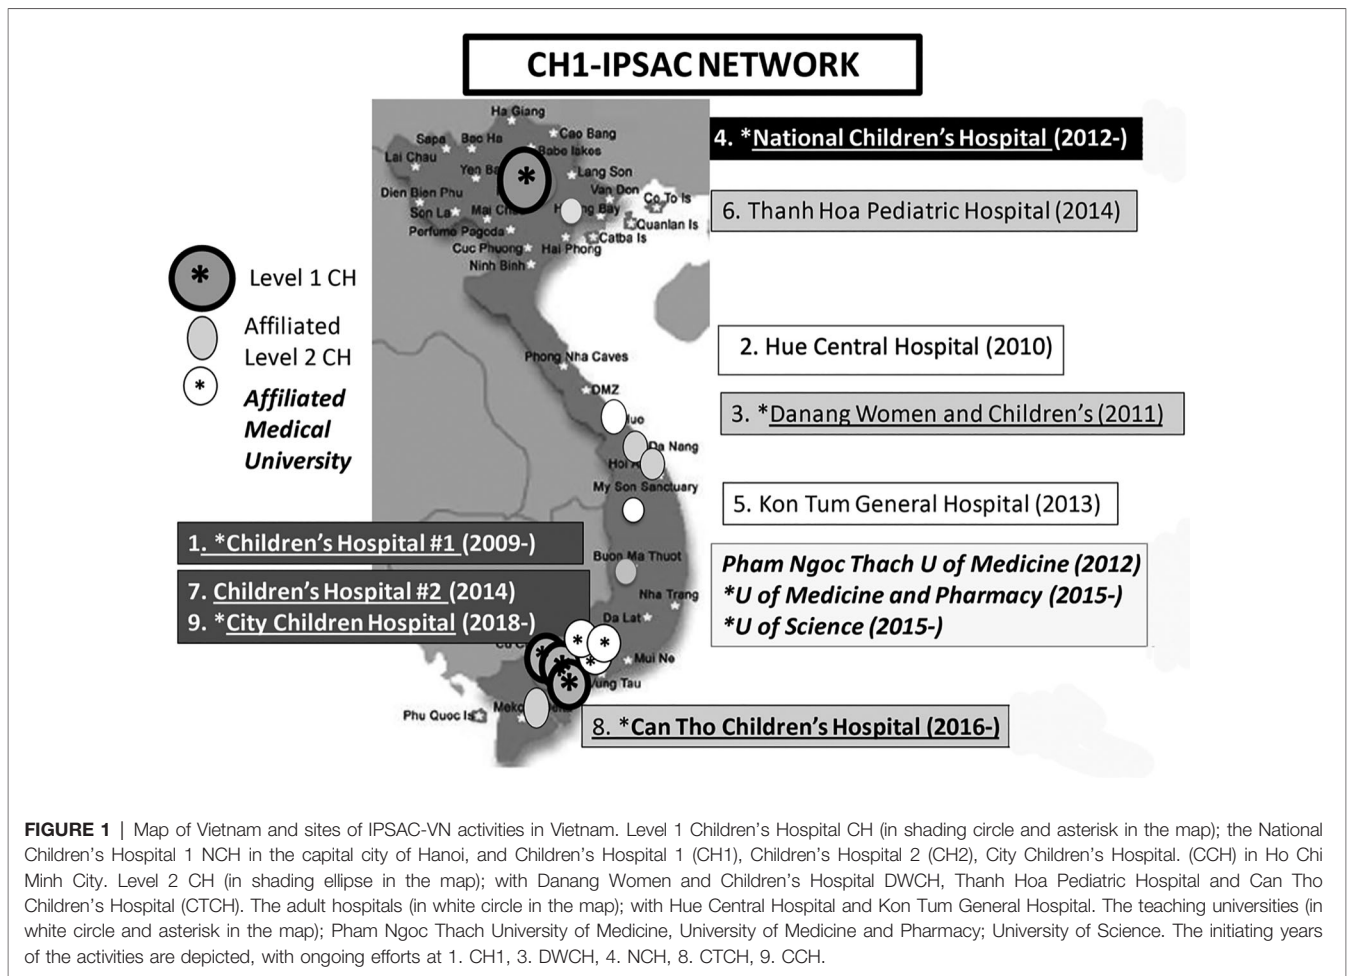 CH1-IPSAC NETWORK
Ha Giang
Cao Bang
Sapa
Bac Ha
Babe lakes
Lai Chau
Lang Son
Dien Bien Phu
Van Don
Co To Is
Son La
Quanlan Is
Perfume Pagoda
Catba Is
Cuc Phuong
Hai Phong
Ninh Binh
4. *National Children's Hospital (2012-)
6. Thanh Hoa Pediatric Hospital (2014)
* Level 1 CH
Affiliated
Level 2 CH
* Affiliated
Medical
University
Phong Nha Caves
DMZ
Da Nang
My Son Sanctuary
2. Hue Central Hospital (2010)
3. *Danang Women and Children's (2011)
5. Kon Tum General Hospital (2013)
1. *Children's Hospital #1 (2009-)
7. Children's Hospital #2 (2014)
9. *City Children Hospital (2018-)
Buon Ma Thuot
Nha Trang
Da Lat
Mui Ne
Phu Quoc Is
Pham Ngoc Thach U of Medicine (2012)
*U of Medicine and Pharmacy (2015-)
*U of Science (2015-)
8. *Can Tho Children's Hospital (2016-)
FIGURE 1 | Map of Vietnam and sites of IPSAC-VN activities in Vietnam. Level 1 Children's Hospital CH (in shading circle and asterisk in the map); the National
Children's Hospital 1 NCH in the capital city of Hanoi, and Children's Hospital 1 (CH1), Children's Hospital 2 (CH2), City Children's Hospital. (CCH) in Ho Chi
Minh City. Level 2 CH (in shading ellipse in the map); with Danang Women and Children's Hospital DWCH, Thanh Hoa Pediatric Hospital and Can Tho
Children's Hospital (CTCH). The adult hospitals (in white circle in the map); with Hue Central Hospital and Kon Tum General Hospital. The teaching universities (in
white circle and asterisk in the map); Pham Ngoc Thach University of Medicine, University of Medicine and Pharmacy; University of Science. The initiating years
of the activities are depicted, with ongoing efforts at 1. CH1, 3. DWCH, 4. NCH, 8. CTCH, 9. CCH.